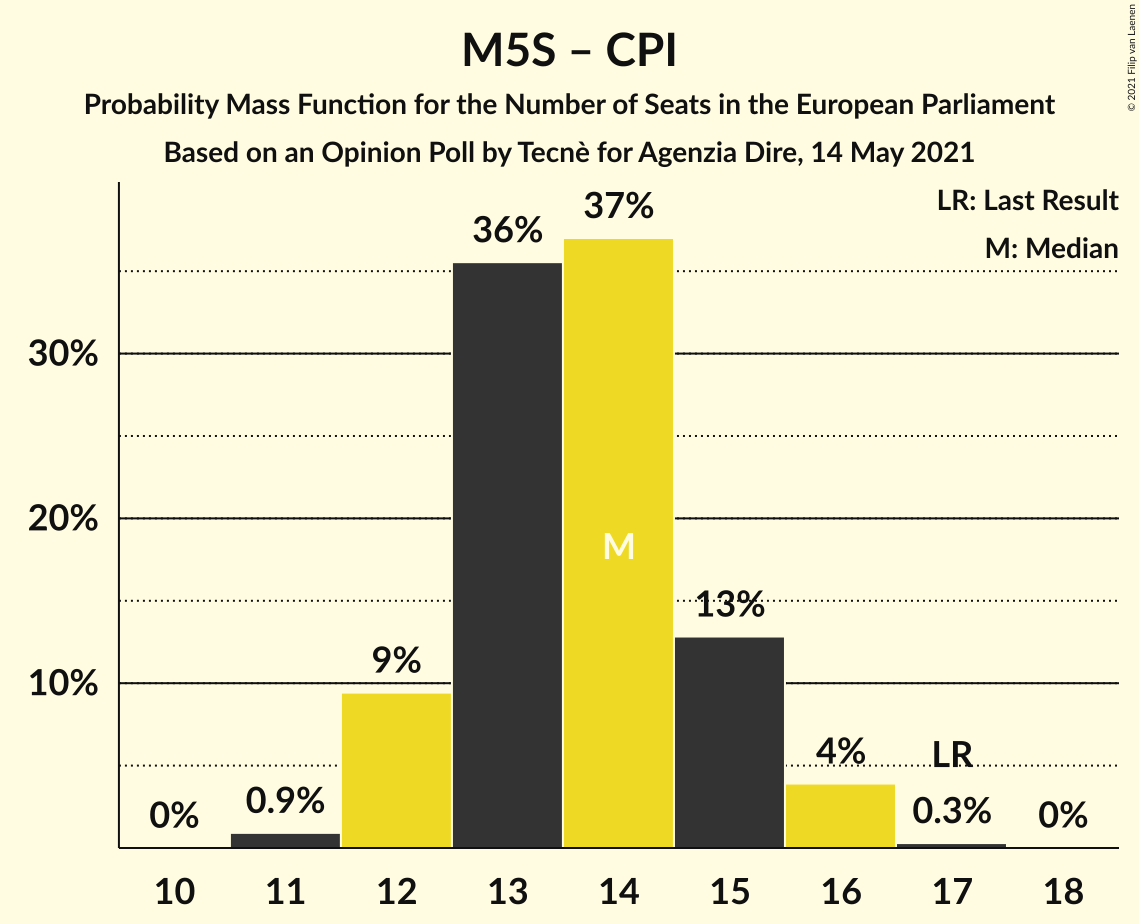 M5S – CPI
Probability Mass Function for the Number of Seats in the European Parliament
Based on an Opinion Poll by Tecnè for Agenzia Dire, 14 May 2021
© 2021 Filip van Laenen
LR: Last Result
M: Median
37%
36%
30%
20%
M
13%
9%
10%
4%
LR
0.9%
0.3%
0%
0%
10 11 12 13 14 15 16 17 18